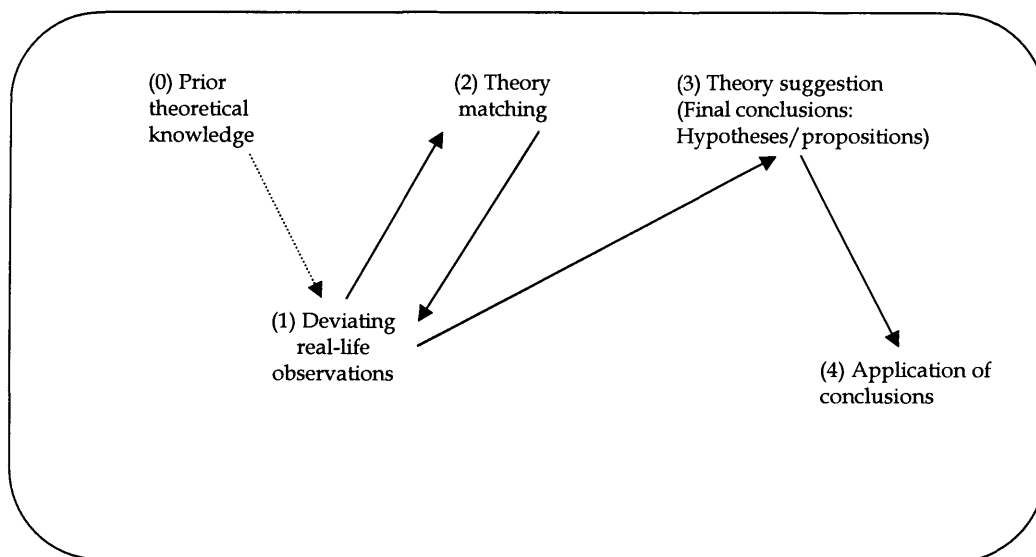 (0) Prior
theoretical
knowledge
(2) Theory
matching
(3) Theory suggestion
(Final conclusions:
Hypotheses/propositions)
(1) Deviating
real-life
observations
(4) Application of
conclusions